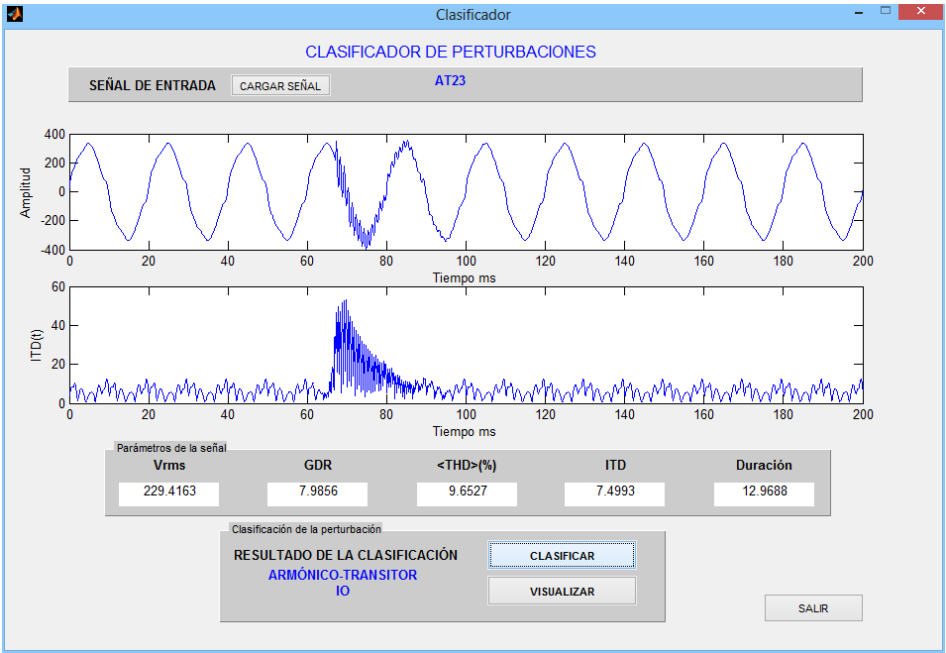 Clasificador
CLASIFICADOR DE PERTURBACIONES
SEÑAL DE ENTRADA CARGAR SEÑAL AT23
400
200
0
-200
-400
Amplitud
0 20 40 60 80 100 120 140 160 180 200
Tiempo ms
60
40
20
0
ITD(t)
0 20 40 60 80 100 120 140 160 180 200
Tiempo ms
Parámetros de la señal
Vrms GDR <THD>(%) ITD Duración
229.4163 7.9856 9.6527 7.4993 12.9688
Clasificación de la perturbación
RESULTADO DE LA CLASIFICACIÓN CLASIFICAR
ARMÓNICO-TRANSITOR
IO
VISUALIZAR
SALIR